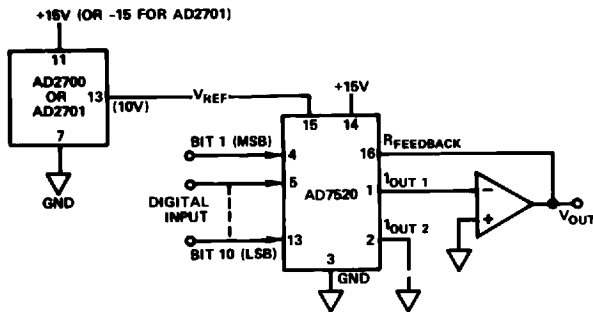 +15V (OR -15 FOR AD2701)
11
AD2700
OR
AD2701
13
(10V)
7
GND
VREF
+15V
15
14
BIT 1 (MSB)
4
16
RFEEDBACK
5
AD7520
1
IOUT 1
DIGITAL
INPUT
13
BIT 10 (LSB)
2
IOUT 2
3
GND
−
+
VOUT